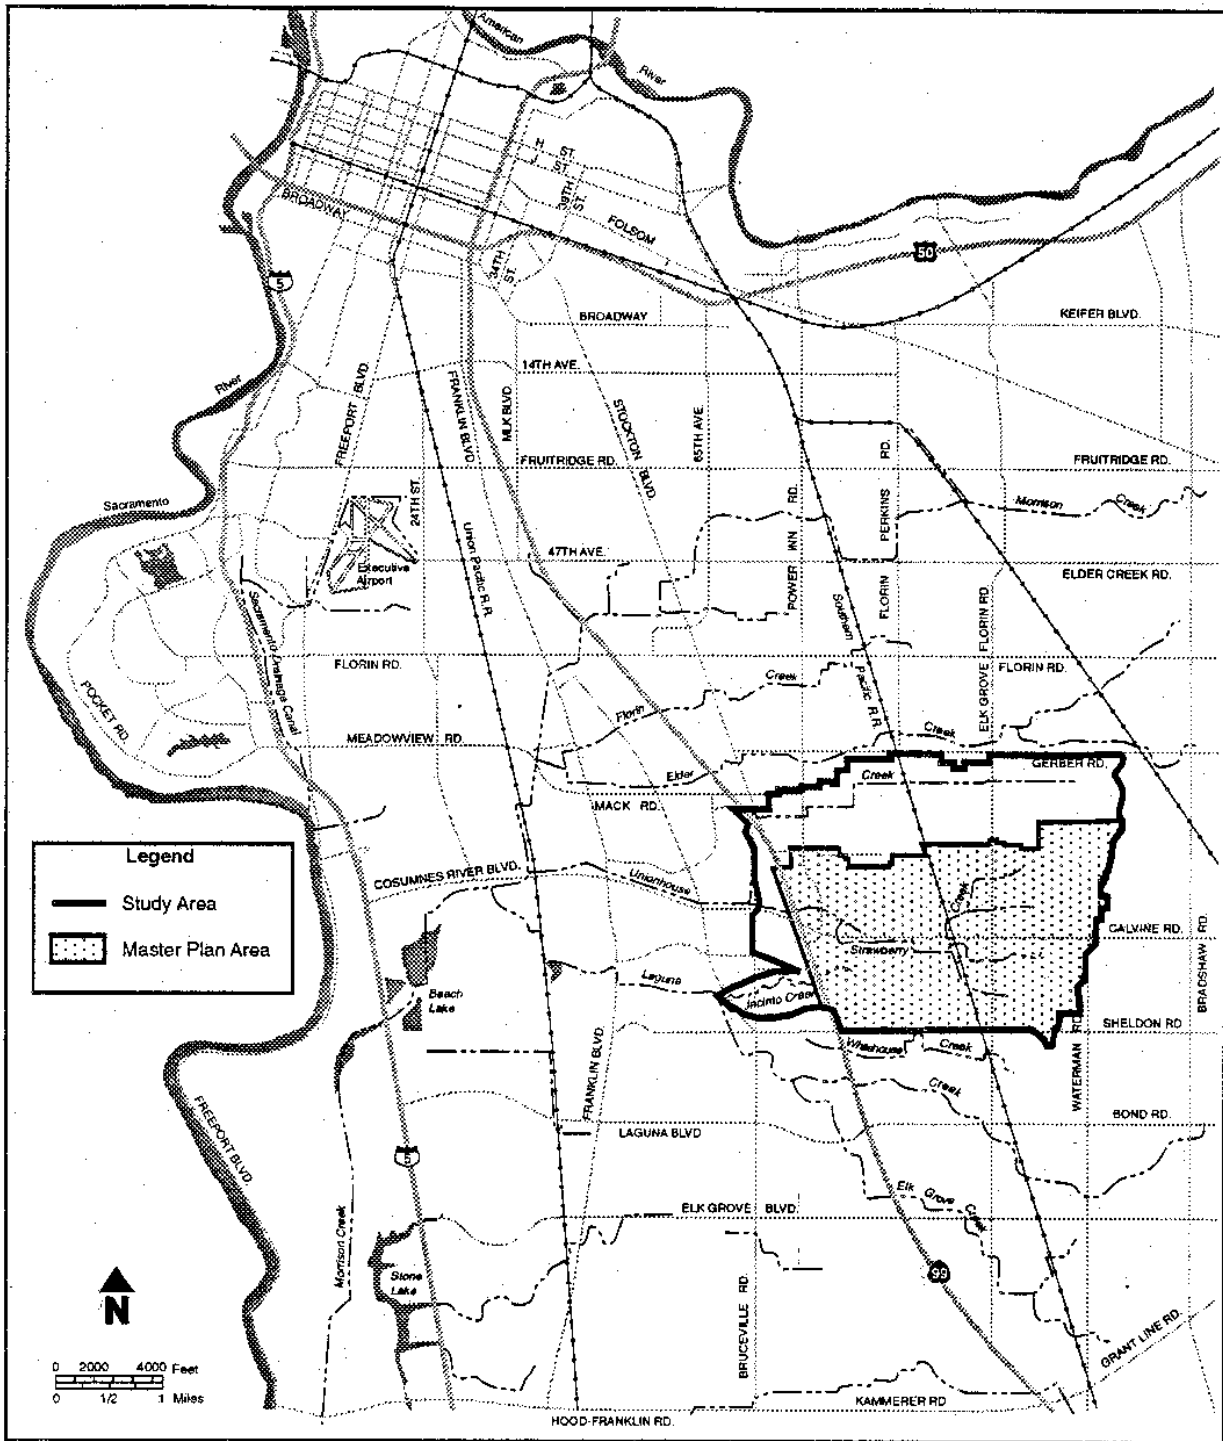 American
River
H ST.
J ST.
39TH ST.
FOLSOM
BROADWAY
34TH ST.
50
5
BROADWAY
KEIFER BLVD.
14TH AVE.
River
FREEPORT BLVD.
FRANKLIN BLVD
MLK BLVD.
STOCKTON BLVD.
65TH AVE.
FRUITRIDGE RD.
FRUITRIDGE RD.
Sacramento
24TH ST.
Union Pacific R.R.
POWER INN RD.
FLORIN PERKINS RD.
Morrison Creek
Executive
Airport
47TH AVE.
ELDER CREEK RD.
Sacramento Drainage Canal
Southern Pacific R.R.
ELK GROVE FLORIN RD
FLORIN RD.
FLORIN RD.
POCKET RD.
Florin Creek
MEADOWVIEW RD.
Elder Creek
Creek
GERBER RD.
MACK RD.
Legend
Study Area
Master Plan Area
COSUMNES RIVER BLVD.
Unionhouse
Creek
Strawberry
CALVINE RD.
BRADSHAW RD.
Laguna
Jacinto Creek
Beach
Lake
SHELDON RD
Whitehouse Creek
WATERMAN RD
Creek
FRANKLIN BLVD
FREEPORT BLVD.
BOND RD.
LAGUNA BLVD
5
Elk Grove Creek
ELK GROVE BLVD.
Morrison Creek
Stone
Lake
99
N
BRUCEVILLE RD.
GRANT LINE RD.
0 2000 4000 Feet
0 1/2 1 Miles
KAMMERER RD
HOOD-FRANKLIN RD.